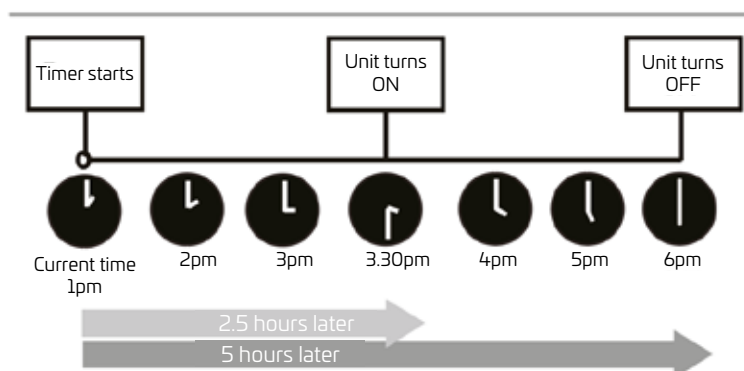 Timer starts
Unit turns
ON
Unit turns
OFF
Current time
1pm
2pm
3pm
3.30pm
4pm
5pm
6pm
2.5 hours later
5 hours later